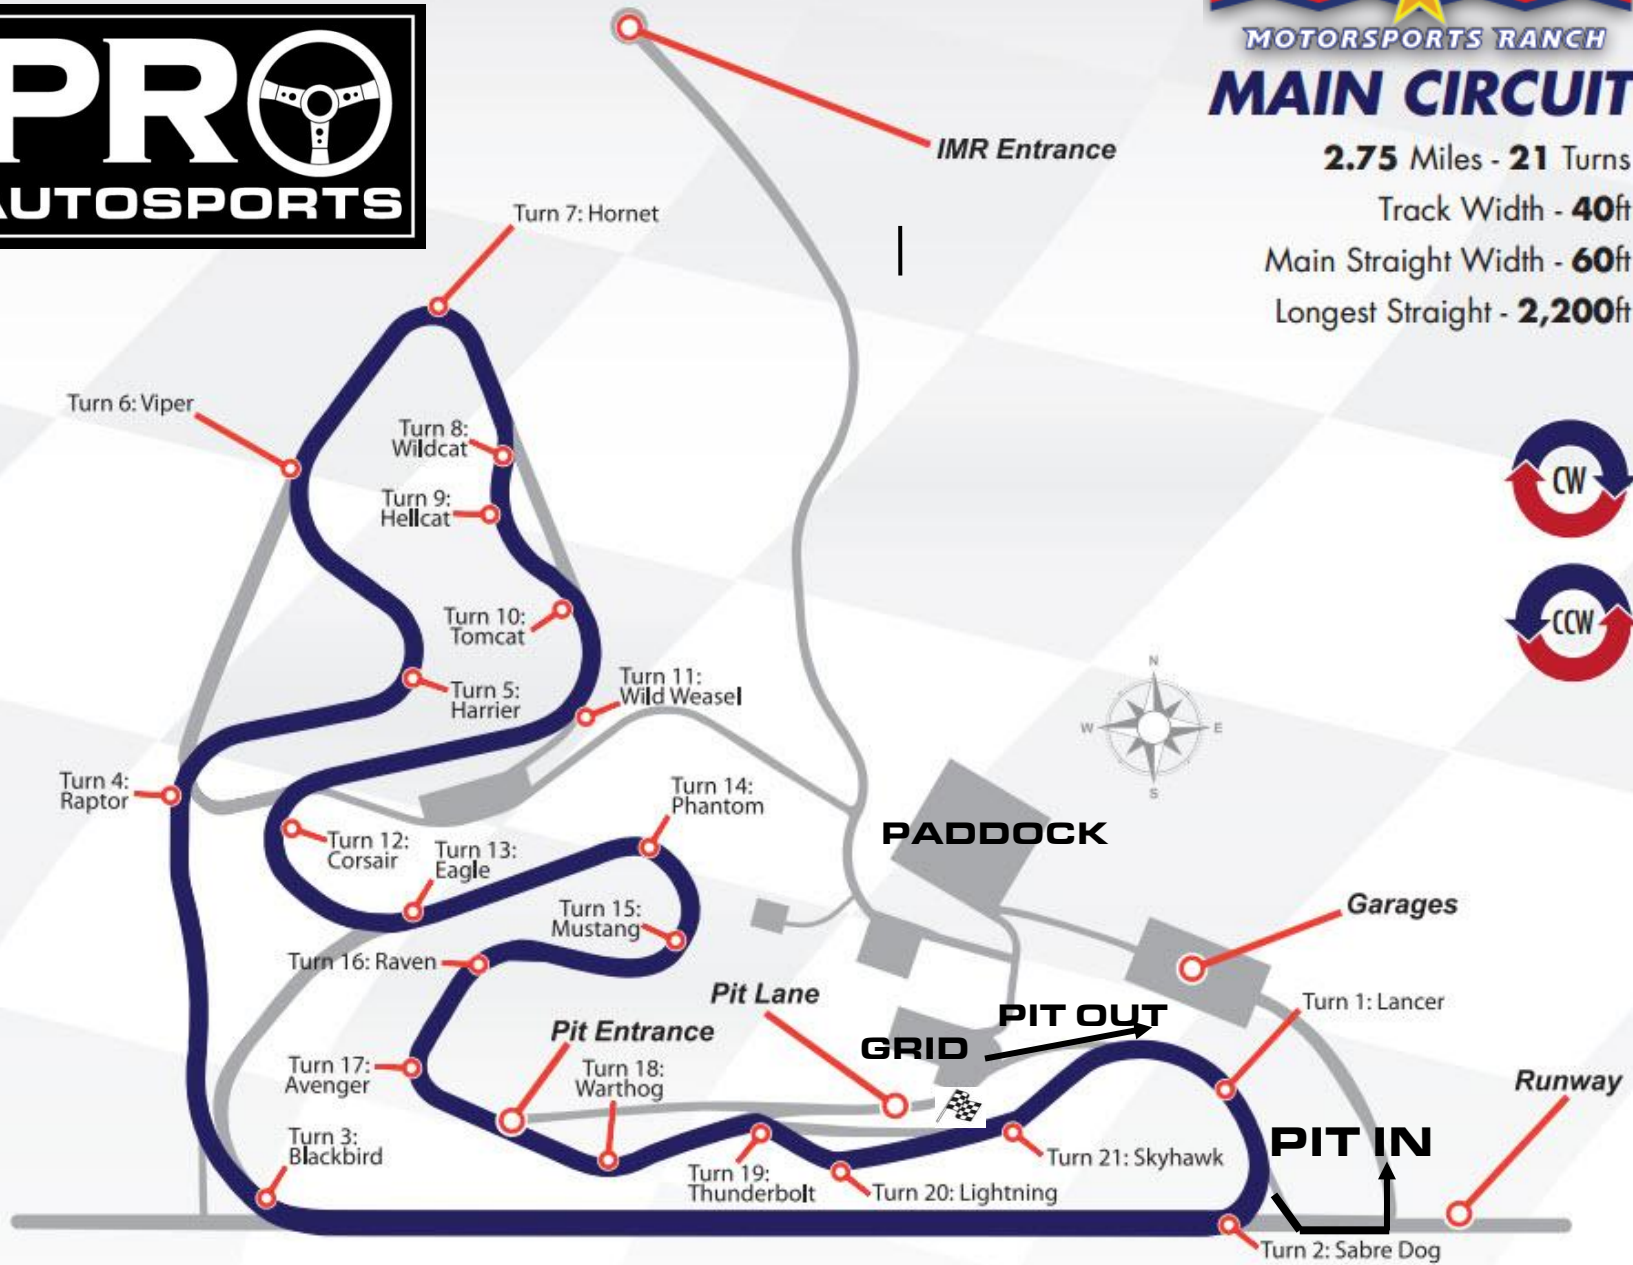 PRO
AUTOSPORTS
MOTORSPORTS RANCH
MAIN CIRCUIT
2.75 Miles - 21 Turns
Track Width - 40ft
Main Straight Width - 60ft
Longest Straight - 2,200ft
IMR Entrance
Turn 7: Hornet
Turn 6: Viper
Turn 8:
Wildcat
CW
Turn 9:
Hellcat
Turn 10:
Tomcat
CCW
Turn 11:
Wild Weasel
Turn 5:
Harrier
N
W
E
S
Turn 4:
Raptor
Turn 14:
Phantom
PADDOCK
Turn 12:
Corsair
Turn 13:
Eagle
Garages
Turn 15:
Mustang
Turn 16: Raven
Pit Lane
Turn 1: Lancer
PIT OUT
Pit Entrance
GRID
Turn 17:
Avenger
Turn 18:
Warthog
Runway
Turn 3:
Blackbird
PIT IN
Turn 21: Skyhawk
Turn 19:
Thunderbolt
Turn 20: Lightning
Turn 2: Sabre Dog